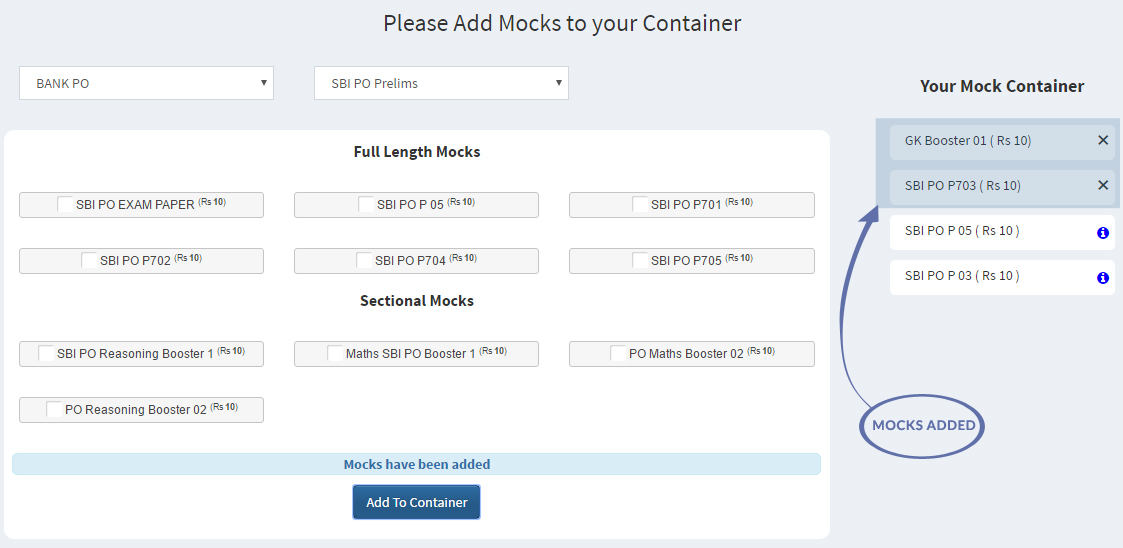 Please Add Mocks to your Container
BANK PO
SBI PO Prelims
Full Length Mocks
SBI PO EXAM PAPER (Rs 10)
SBI PO P 05 (Rs 10)
SBI PO P701 (Rs 10)
SBI PO P702 (Rs 10)
SBI PO P704 (Rs 10)
SBI PO P705 (Rs 10)
Sectional Mocks
SBI PO Reasoning Booster 1 (Rs 10)
Maths SBI PO Booster 1 (Rs 10)
PO Maths Booster 02 (Rs 10)
PO Reasoning Booster 02 (Rs 10)
Mocks have been added
Add To Container
Your Mock Container
GK Booster 01 ( Rs 10)
SBI PO P703 ( Rs 10)
SBI PO P 05 ( Rs 10 )
SBI PO P 03 ( Rs 10 )
MOCKS ADDED